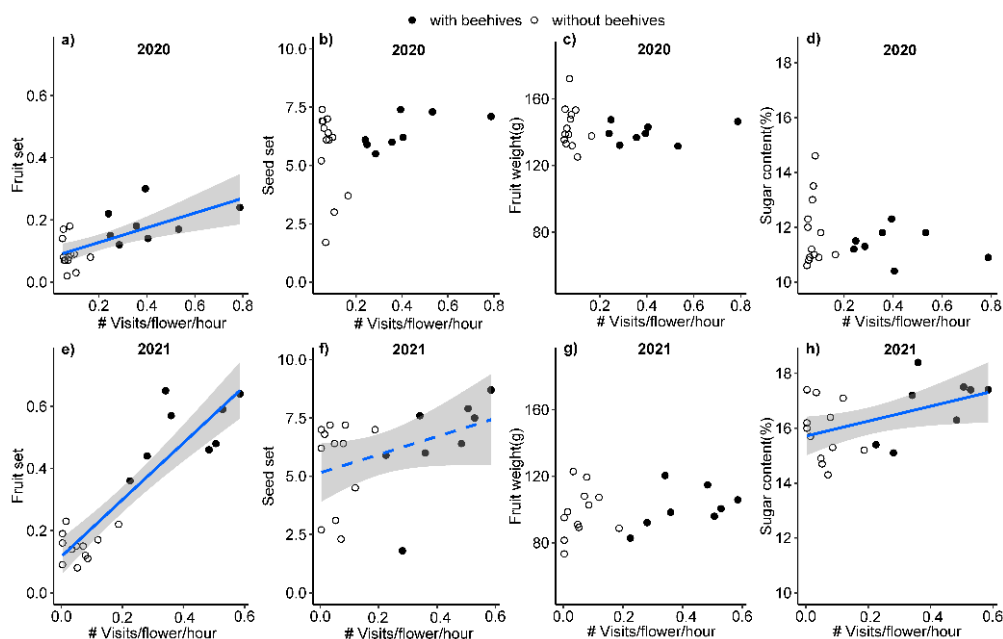 ● with beehives ○ without beehives
a) 2020
b) 2020
c) 2020
d) 2020
Fruit set
0.6
0.4
0.2
0.0
Seed set
10.0
7.5
5.0
2.5
0.0
Fruit weight(g)
160
120
80
Sugar content(%)
18
16
14
12
10
0.0 0.2 0.4 0.6 0.8
0.0 0.2 0.4 0.6 0.8
0.0 0.2 0.4 0.6 0.8
0.0 0.2 0.4 0.6 0.8
# Visits/flower/hour
# Visits/flower/hour
# Visits/flower/hour
# Visits/flower/hour
e) 2021
f) 2021
g) 2021
h) 2021
Fruit set
0.6
0.4
0.2
0.0
Seed set
10.0
7.5
5.0
2.5
0.0
Fruit weight(g)
160
120
80
Sugar content(%)
18
16
14
12
10
0.0 0.2 0.4 0.6
0.0 0.2 0.4 0.6
0.0 0.2 0.4 0.6
0.0 0.2 0.4 0.6
# Visits/flower/hour
# Visits/flower/hour
# Visits/flower/hour
# Visits/flower/hour